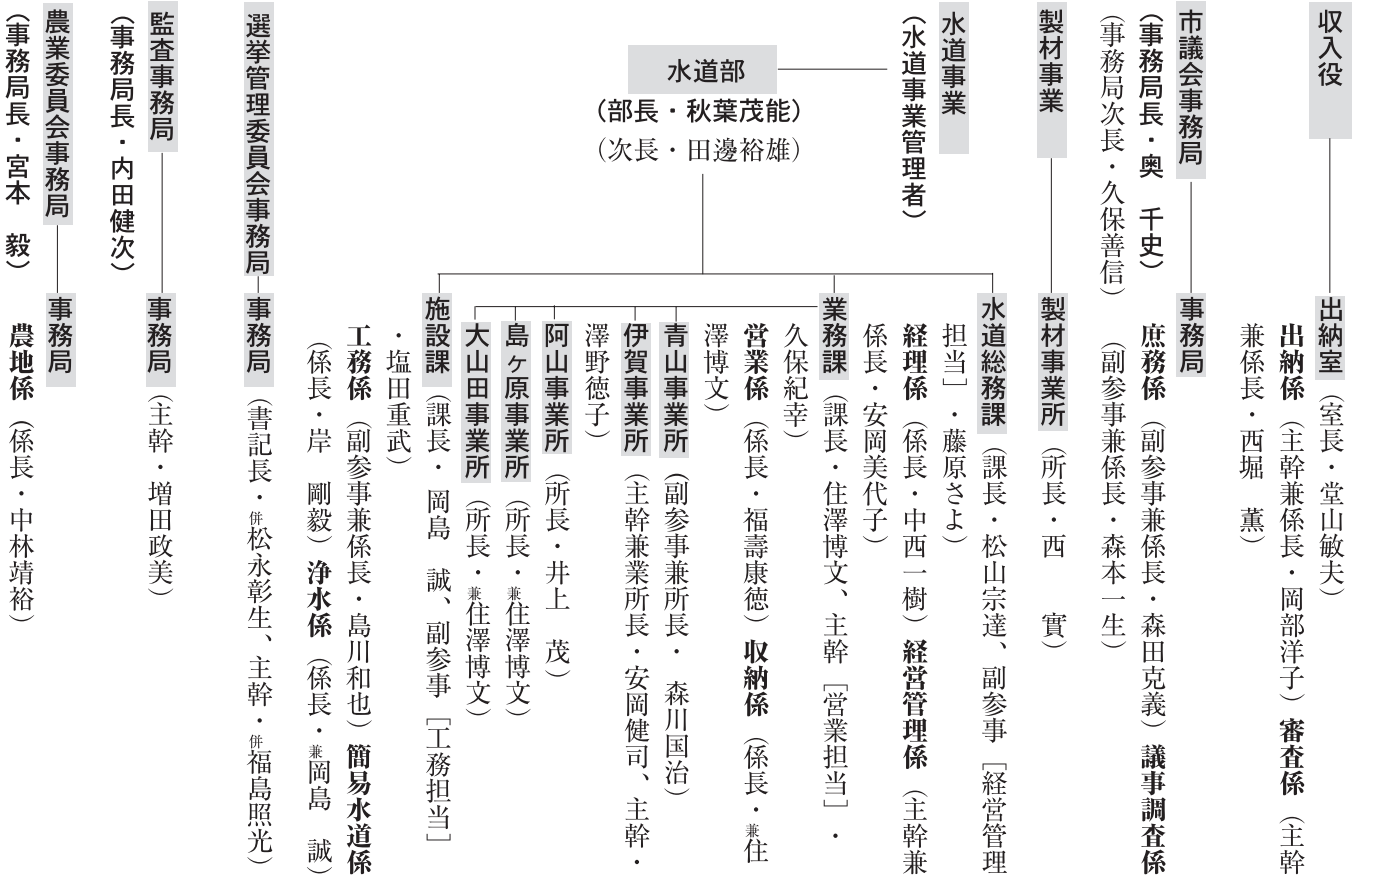 収入役
出納室（室長・堂山敏夫）
出納係（主幹兼係長・岡部洋子）審査係（主幹
兼係長・西堀　薫）
市議会事務局
（事務局長・奥　千史）
（事務局次長・久保善信）
事務局
庶務係（副参事兼係長・森田克義）議事調査係
（副参事兼係長・森本一生）
製材事業
製材事業所（所長・西　　實）
水道事業
（水道事業管理者）
水道部
（部長・秋葉茂能）
（次長・田邊裕雄）
水道総務課（課長・松山宗達、副参事［経営管理
担当］・藤原さよ）
経理係（係長・中西一樹）経営管理係（主幹兼
係長・安岡美代子）
業務課（課長・住澤博文、主幹［営業担当］・
久保紀幸）
営業係（係長・福壽康徳）収納係（係長・兼住
澤博文）
青山事業所（副参事兼所長・森川国治）
伊賀事業所（主幹兼業所長・安岡健司、主幹・
澤野徳子）
阿山事業所（所長・井上　茂）
島ヶ原事業所（所長・兼住澤博文）
大山田事業所（所長・兼住澤博文）
施設課（課長・岡島　誠、副参事［工務担当］
・塩田重武）
工務係（副参事兼係長・島川和也）簡易水道係
（係長・岸　剛毅）浄水係（係長・兼岡島　誠）
選挙管理委員会事務局
事務局（書記長・併松永彰生、主幹・併福島照光）
監査事務局
（事務局長・内田健次）
事務局（主幹・増田政美）
農業委員会事務局
（事務局長・宮本　毅）
事務局
農地係（係長・中林靖裕）